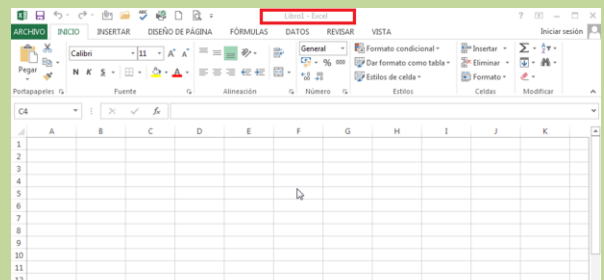 Libro1 - Excel
ARCHIVO INICIO INSERTAR DISEÑO DE PÁGINA FÓRMULAS DATOS REVISAR VISTA Iniciar sesión
Calibri 11 A A General Formato condicional Insertar Σ
Pegar N K S A % 000 Dar formato como tabla Eliminar
Estilos de celda Formato
Portapapeles Fuente Alineación Número Estilos Celdas Modificar
C4 fx
A B C D E F G H I J K
1
2
3
4
5
6
7
8
9
10
11
12